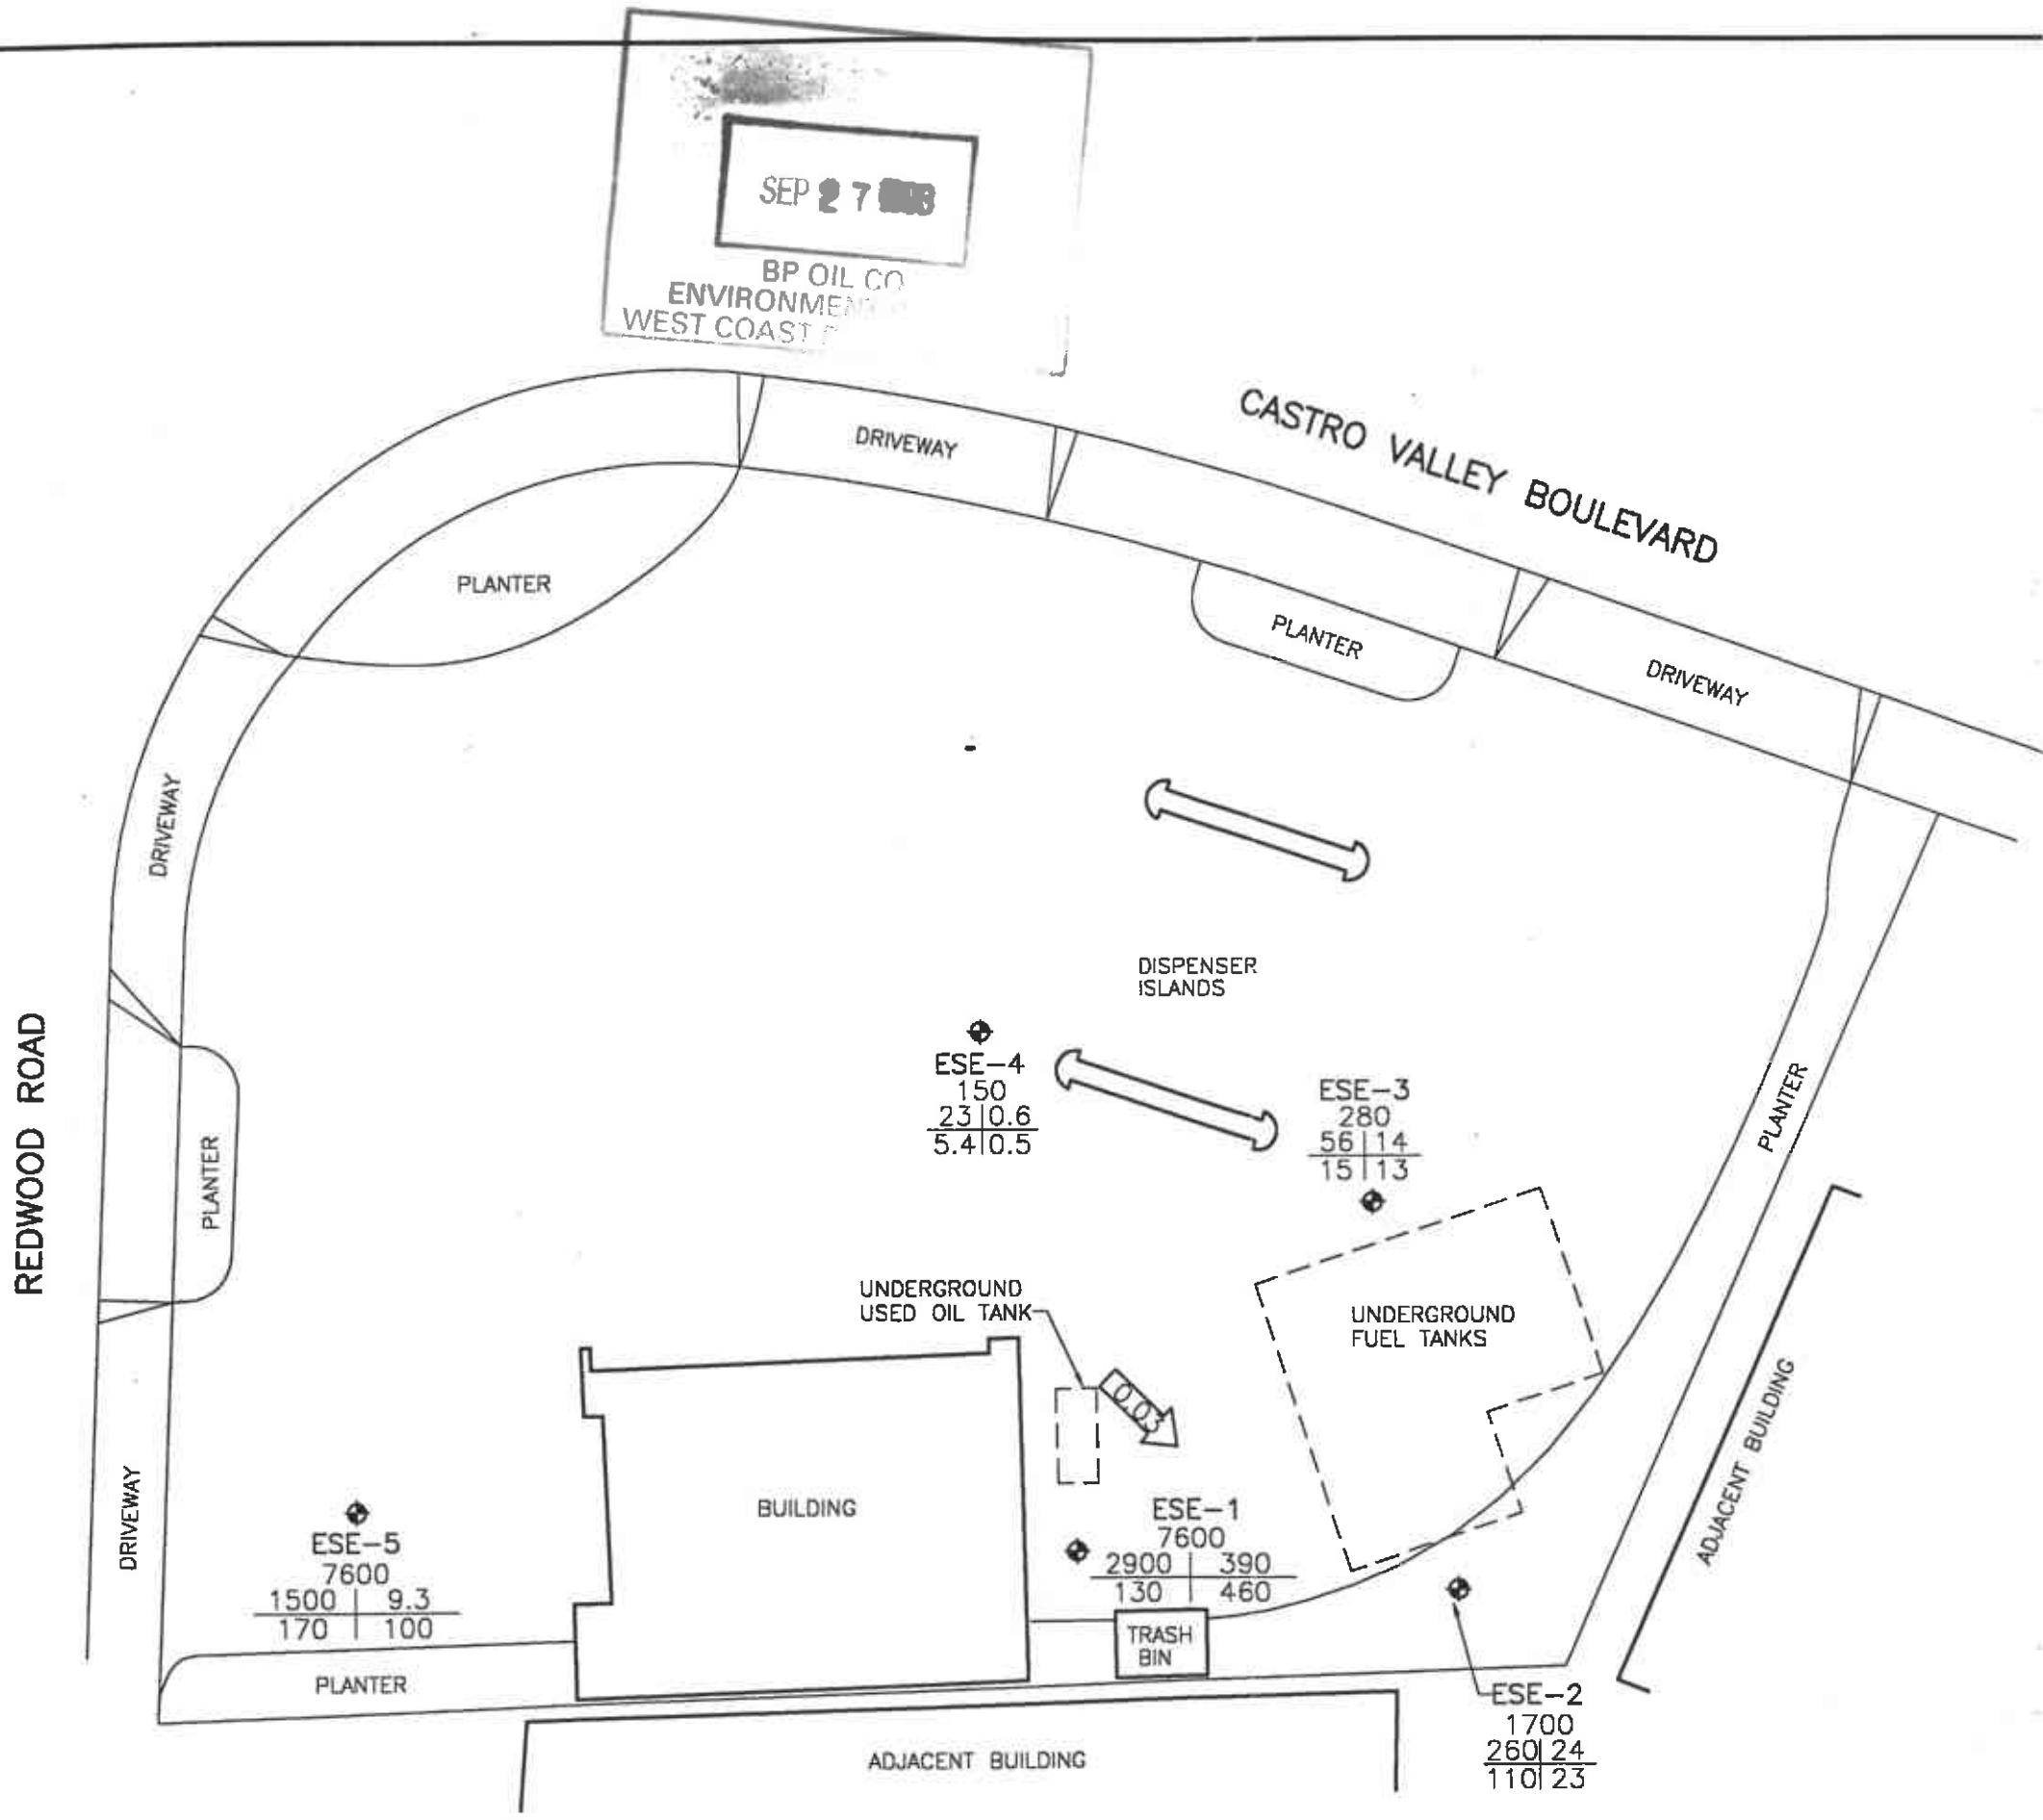 SEP 27
BP OIL CO
ENVIRONMEN
WEST COAST
CASTRO VALLEY BOULEVARD
DRIVEWAY
PLANTER
PLANTER
DRIVEWAY
DRIVEWAY
DISPENSER
ISLANDS
REDWOOD ROAD
ESE-4
150
23|0.6
5.4|0.5
ESE-3
280
56|14
15|13
PLANTER
PLANTER
UNDERGROUND
USED OIL TANK
UNDERGROUND
FUEL TANKS
0.03
ADJACENT BUILDING
DRIVEWAY
BUILDING
ESE-5
7600
1500|9.3
170|100
ESE-1
7600
2900|390
130|460
TRASH
BIN
PLANTER
ESE-2
1700
260|24
110|23
ADJACENT BUILDING